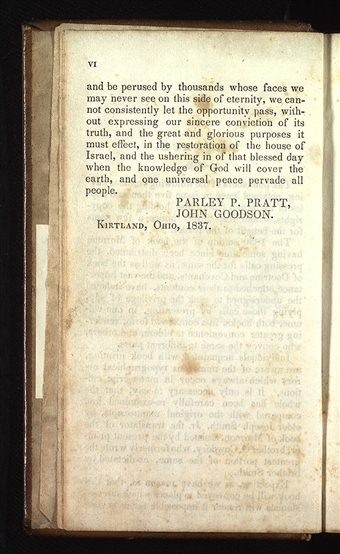 VI
and be perused by thousands whose faces we
may never see on this side of eternity, we can-
not consistently let the opportunity pass, with-
out expressing our sincere conviction of its
truth, and the great and glorious purposes it
must effect, in the restoration of the house of
Israel, and the ushering in of that blessed day
when the knowledge of God will cover the
earth, and one universal peace pervade all
people.
PARLEY P. PRATT,
JOHN GOODSON.
KIRTLAND, OHIO, 1837.